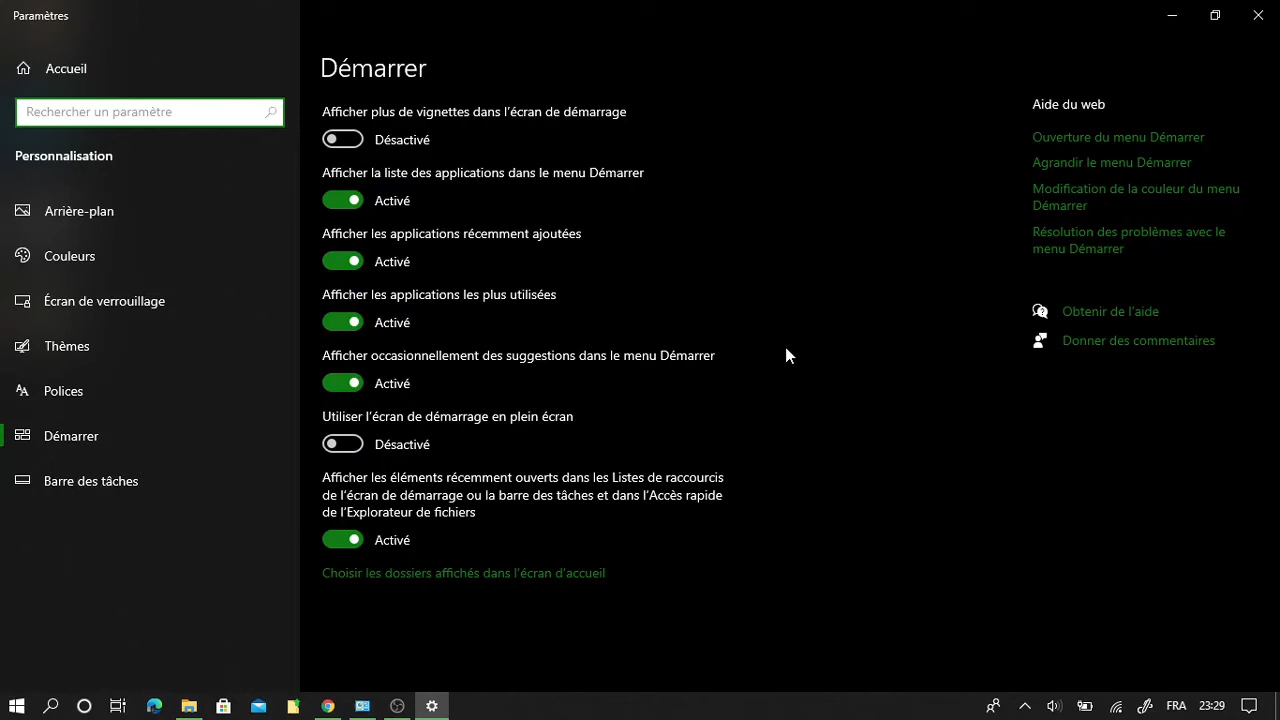 Paramètres
Accueil
Rechercher un paramètre
Personnalisation
Arrière-plan
Couleurs
Écran de verrouillage
Thèmes
Polices
Démarrer
Barre des tâches
Démarrer
Afficher plus de vignettes dans l'écran de démarrage
Désactivé
Afficher la liste des applications dans le menu Démarrer
Activé
Afficher les applications récemment ajoutées
Activé
Afficher les applications les plus utilisées
Activé
Afficher occasionnellement des suggestions dans le menu Démarrer
Activé
Utiliser l'écran de démarrage en plein écran
Désactivé
Afficher les éléments récemment ouverts dans les Listes de raccourcis
de l'écran de démarrage ou la barre des tâches et dans l'Accès rapide
de l'Explorateur de fichiers
Activé
Choisir les dossiers affichés dans l'écran d'accueil
Aide du web
Ouverture du menu Démarrer
Agrandir le menu Démarrer
Modification de la couleur du menu
Démarrer
Résolution des problèmes avec le
menu Démarrer
Obtenir de l'aide
Donner des commentaires
FRA
23:29